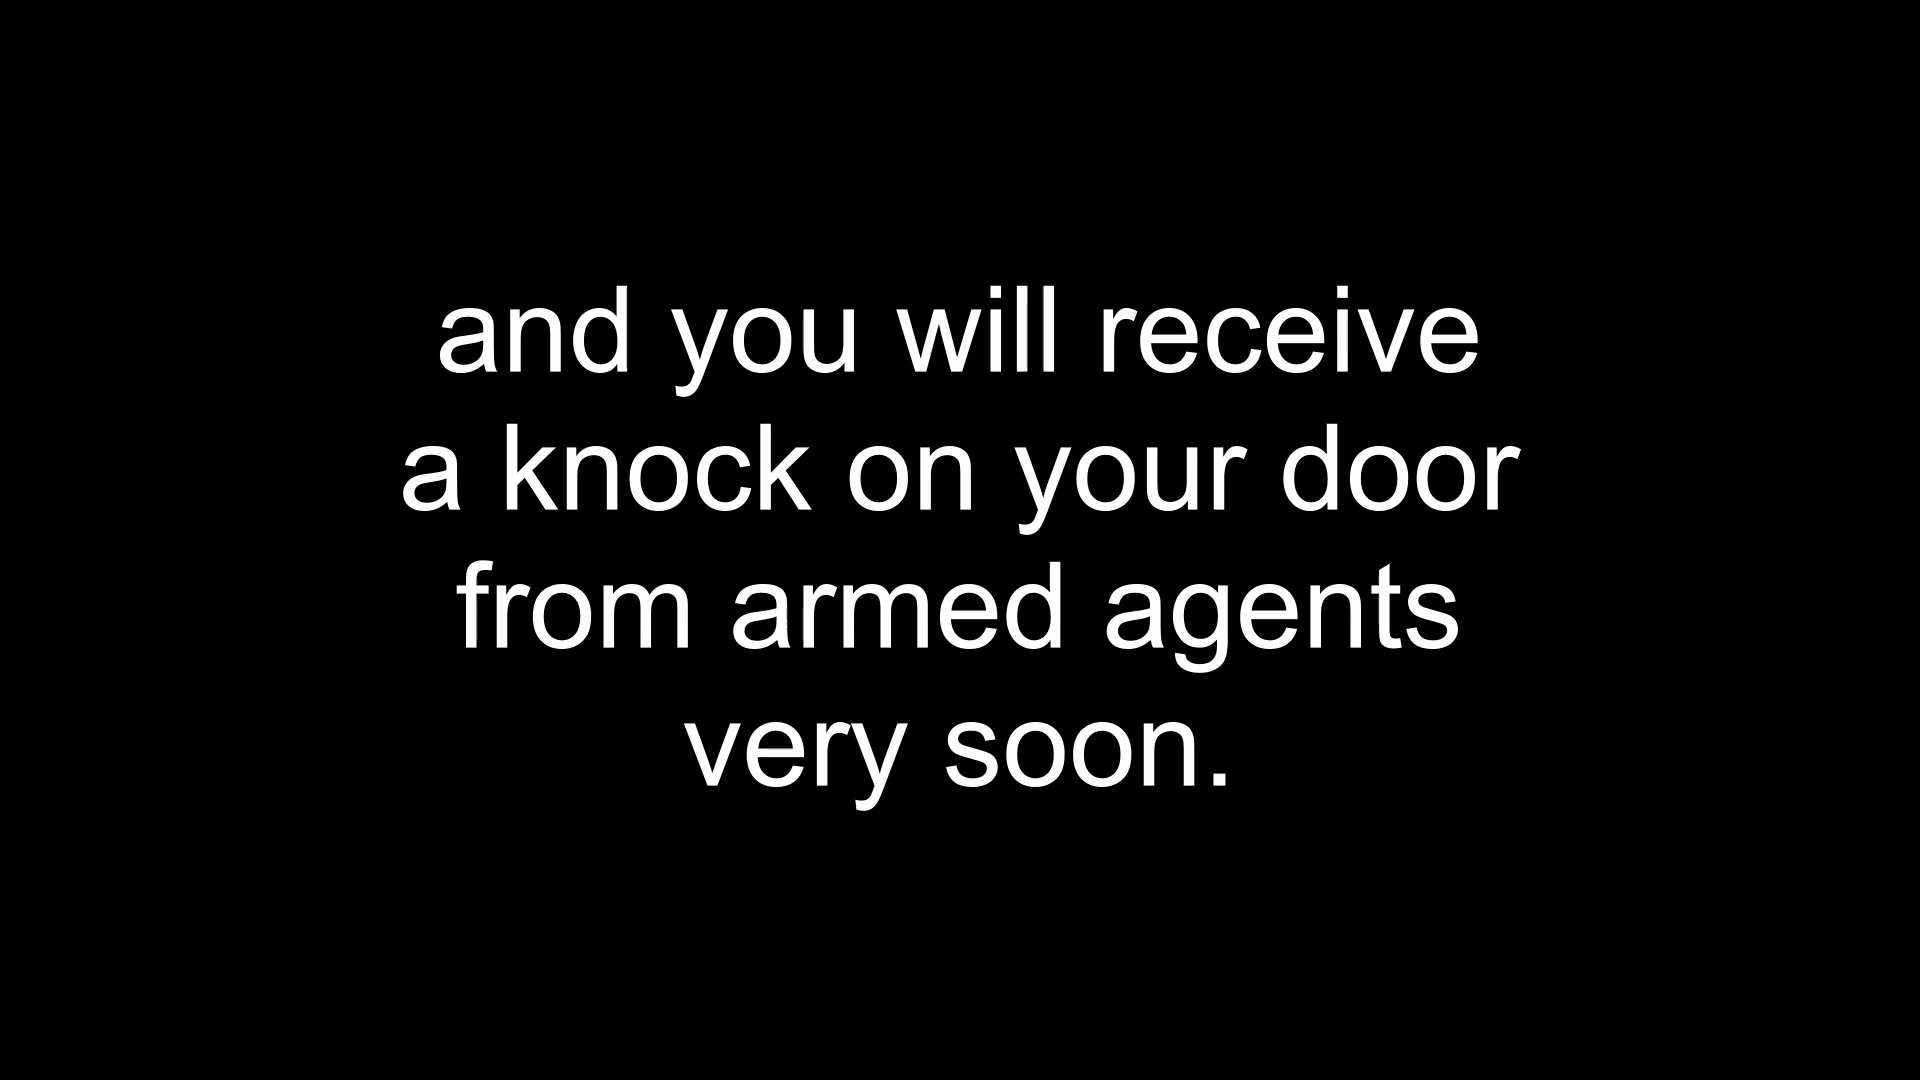 and you will receive
a knock on your door
from armed agents
very soon.